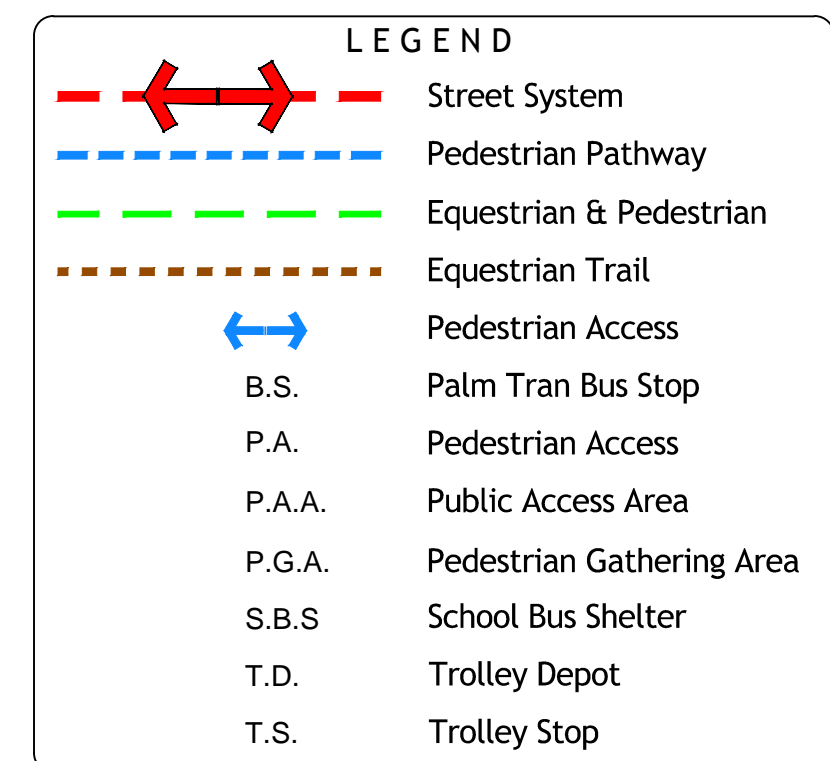 LEGEND
Street System
Pedestrian Pathway
Equestrian & Pedestrian
Equestrian Trail
Pedestrian Access
B.S. Palm Tran Bus Stop
P.A. Pedestrian Access
P.A.A. Public Access Area
P.G.A. Pedestrian Gathering Area
S.B.S School Bus Shelter
T.D. Trolley Depot
T.S. Trolley Stop